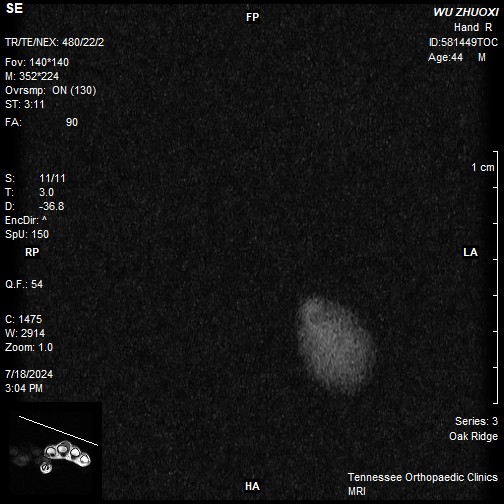 SE
FP
WU ZHUOXI
Hand R
TR/TE/NEX: 480/22/2
ID:581449TOC
Age:44 M
Fov: 140*140
M: 352*224
Ovrsmp: ON (130)
ST: 3:11
FA: 90
1 cm
S: 11/11
T: 3.0
D: -36.8
EncDir: ^
SpU: 150
RP
LA
Q.F.: 54
C: 1475
W: 2914
Zoom: 1.0
7/18/2024
3:04 PM
Series: 3
Oak Ridge
Tennessee Orthopaedic Clinics
MRI
HA